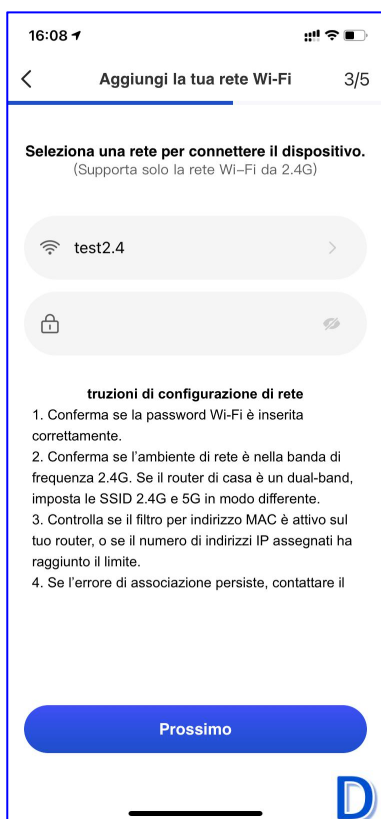 16:08
Aggiungi la tua rete Wi-Fi 3/5
Seleziona una rete per connettere il dispositivo.
(Supporta solo la rete Wi-Fi da 2.4G)
test2.4
truzioni di configurazione di rete
1. Conferma se la password Wi-Fi è inserita
correttamente.
2. Conferma se l'ambiente di rete è nella banda di
frequenza 2.4G. Se il router di casa è un dual-band,
imposta le SSID 2.4G e 5G in modo differente.
3. Controlla se il filtro per indirizzo MAC è attivo sul
tuo router, o se il numero di indirizzi IP assegnati ha
raggiunto il limite.
4. Se l'errore di associazione persiste, contattare il
Prossimo
D